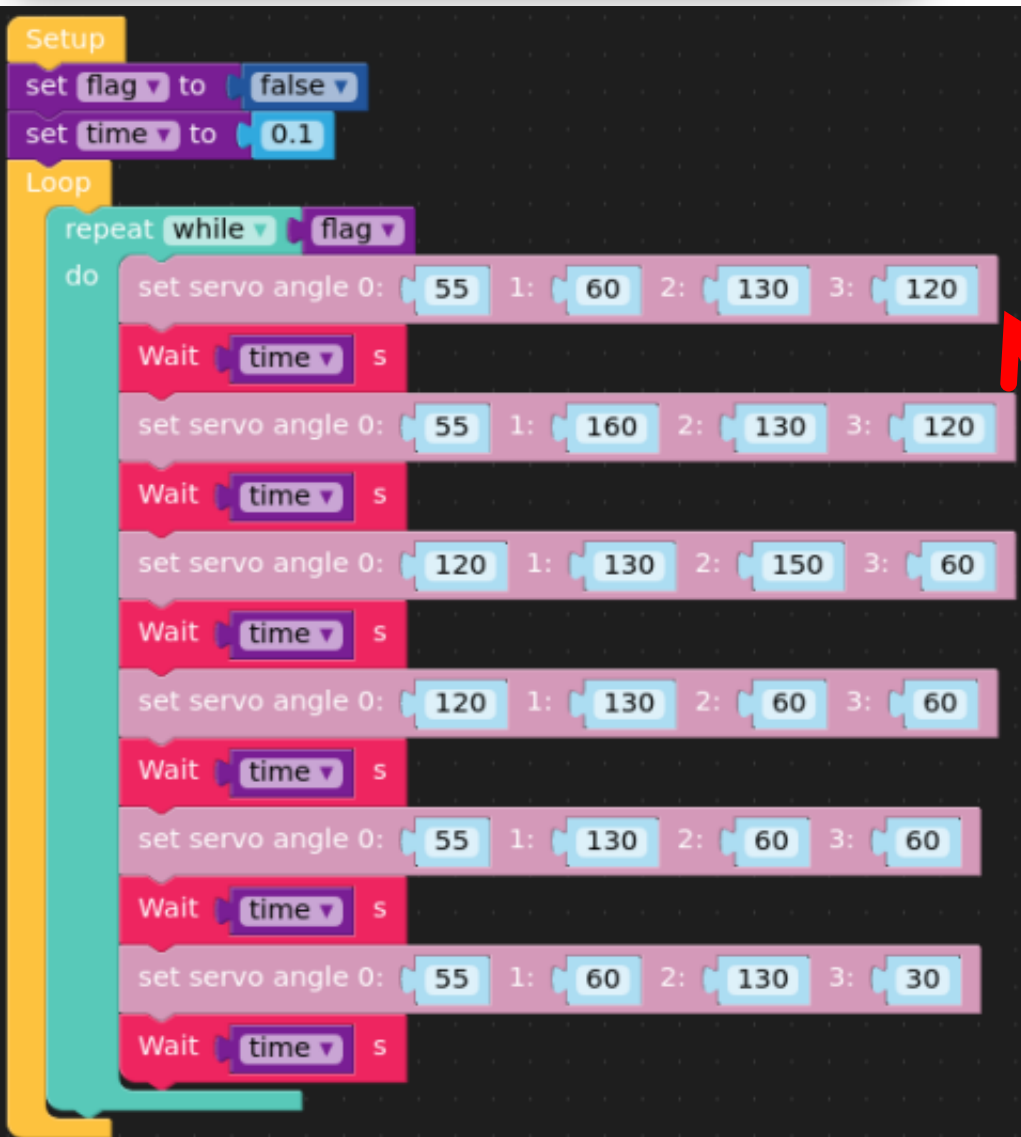 Setup
set flag ▾ to false ▾
set time ▾ to 0.1
Loop
repeat while ▾ flag ▾
do
set servo angle 0: 55 1: 60 2: 130 3: 120
Wait time ▾ s
set servo angle 0: 55 1: 160 2: 130 3: 120
Wait time ▾ s
set servo angle 0: 120 1: 130 2: 150 3: 60
Wait time ▾ s
set servo angle 0: 120 1: 130 2: 60 3: 60
Wait time ▾ s
set servo angle 0: 55 1: 130 2: 60 3: 60
Wait time ▾ s
set servo angle 0: 55 1: 60 2: 130 3: 30
Wait time ▾ s